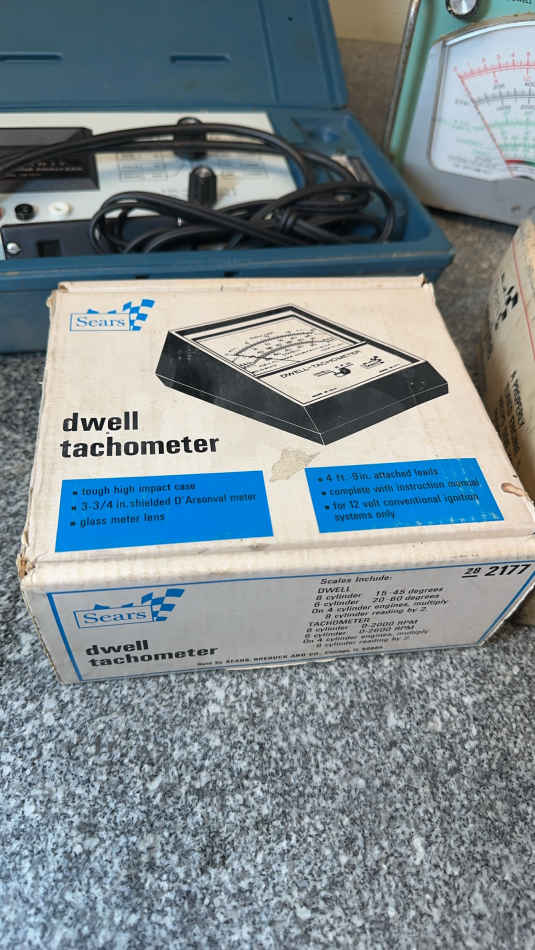 Sears
DWELL-TACHOMETER
Sears
dwell
tachometer
▪ tough high impact case
▪ 3-3/4 in. shielded D'Arsonval meter
▪ glass meter lens
▪ 4 ft.-9in. attached leads
▪ complete with instruction manual
▪ for 12 volt conventional ignition
systems only
Sears
dwell
tachometer
Scales Include:
DWELL
8 cylinder 15-45 degrees
6 cylinder 20-60 degrees
On 4 cylinder engines, multiply
8 cylinder reading by 2.
TACHOMETER
8 cylinder 0-2000 RPM
6 cylinder 0-2600 RPM
On 4 cylinder engines, multiply
8 cylinder reading by 2.
28 2177
Sold by SEARS, ROEBUCK AND CO., Chicago, IL